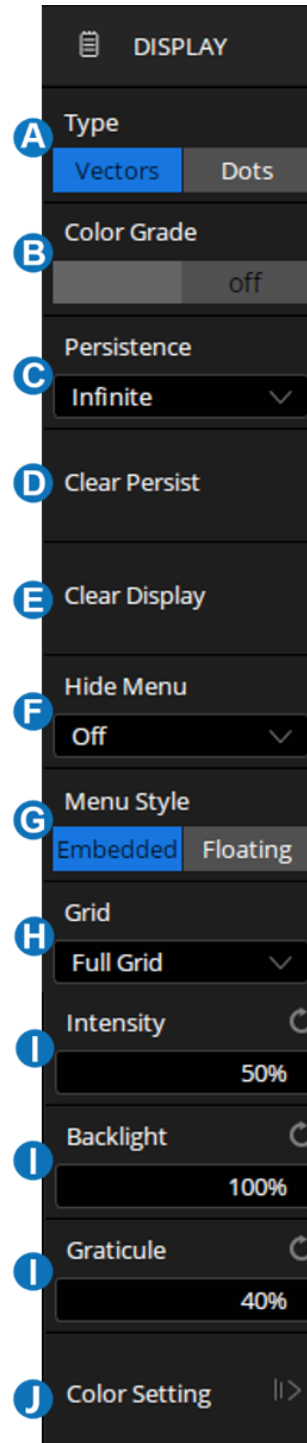 DISPLAY
A
Type
Vectors Dots
B
Color Grade
off
C
Persistence
Infinite
D
Clear Persist
E
Clear Display
F
Hide Menu
Off
G
Menu Style
Embedded Floating
H
Grid
Full Grid
I
Intensity
50%
I
Backlight
100%
I
Graticule
40%
J
Color Setting